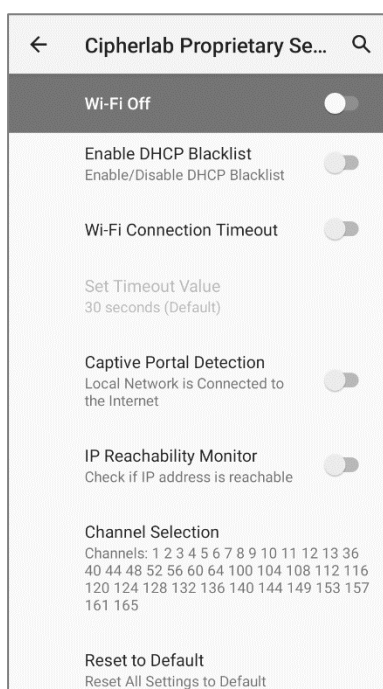 Cipherlab Proprietary Se...
Wi-Fi Off
Enable DHCP Blacklist
Enable/Disable DHCP Blacklist
Wi-Fi Connection Timeout
Set Timeout Value
30 seconds (Default)
Captive Portal Detection
Local Network is Connected to
the Internet
IP Reachability Monitor
Check if IP address is reachable
Channel Selection
Channels: 1 2 3 4 5 6 7 8 9 10 11 12 13 36
40 44 48 52 56 60 64 100 104 108 112 116
120 124 128 132 136 140 144 149 153 157
161 165
Reset to Default
Reset All Settings to Default